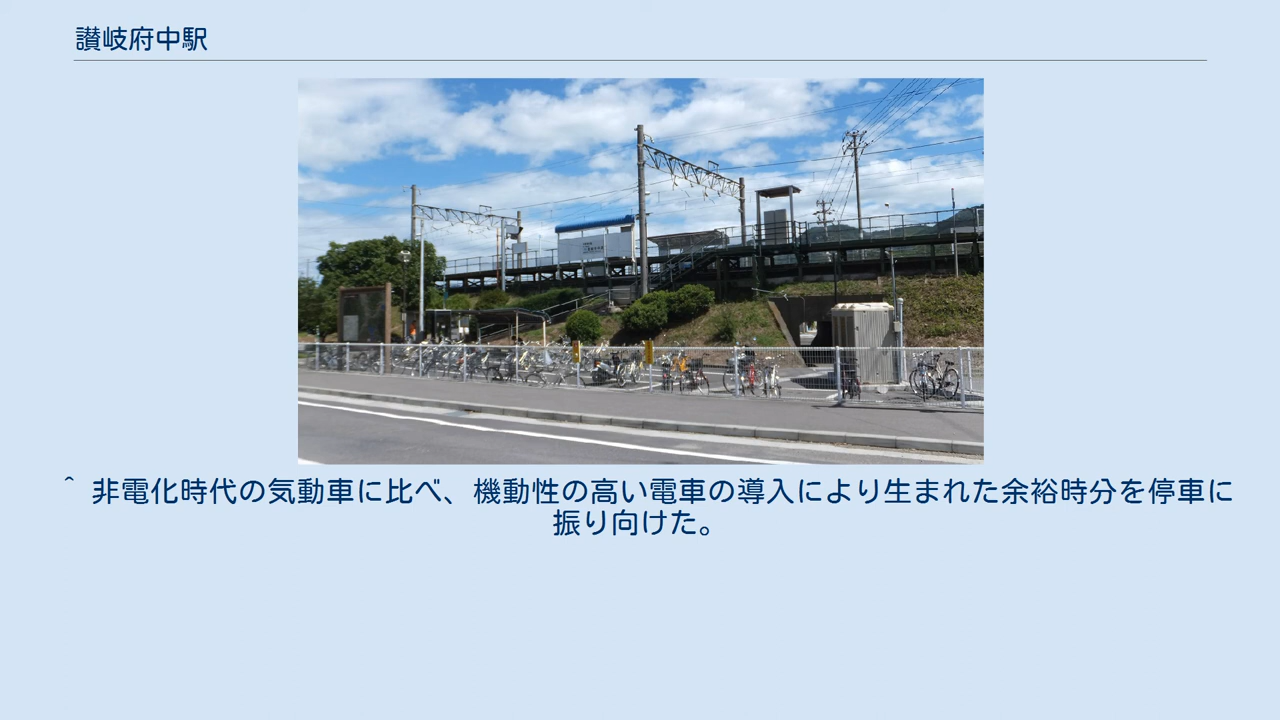 讃岐府中駅
^ 非電化時代の気動車に比べ、機動性の高い電車の導入により生まれた余裕時分を停車に
振り向けた。